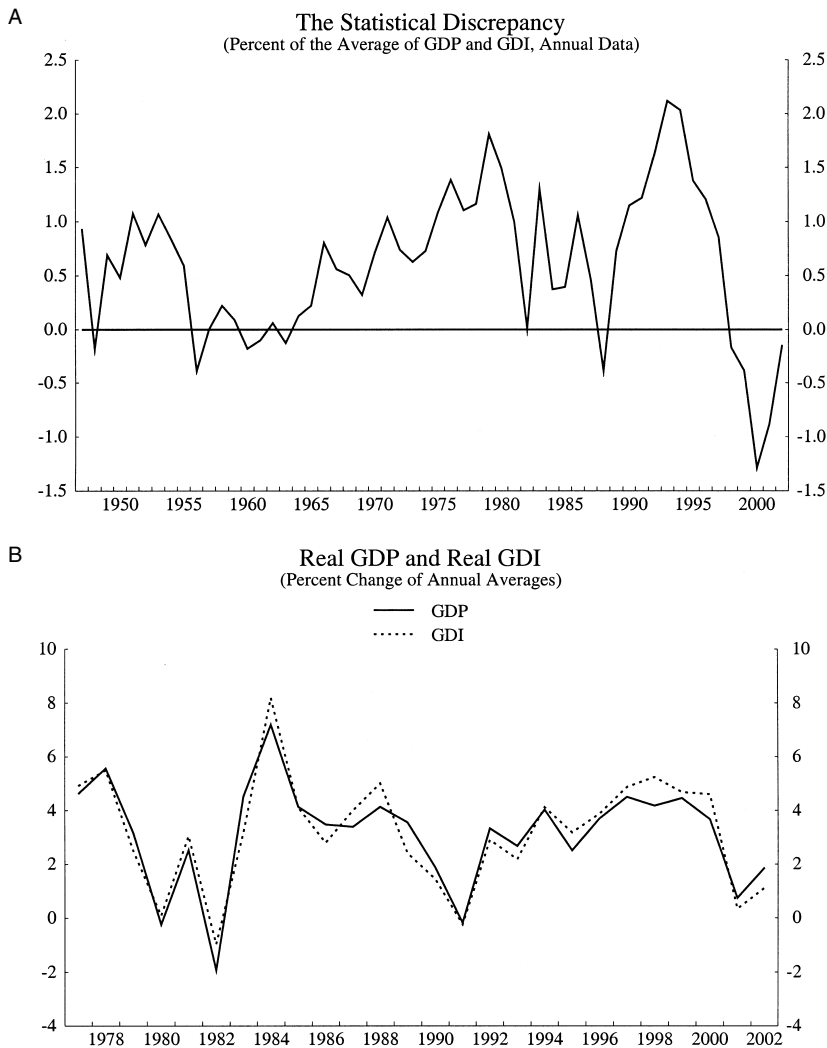 A
The Statistical Discrepancy
(Percent of the Average of GDP and GDI, Annual Data)
2.5 2.5
2.0 2.0
1.5 1.5
1.0 1.0
0.5 0.5
0.0 0.0
-0.5 -0.5
-1.0 -1.0
-1.5 -1.5
1950 1955 1960 1965 1970 1975 1980 1985 1990 1995 2000
B
Real GDP and Real GDI
(Percent Change of Annual Averages)
GDP
GDI
10 10
8 8
6 6
4 4
2 2
0 0
-2 -2
-4 -4
1978 1980 1982 1984 1986 1988 1990 1992 1994 1996 1998 2000 2002